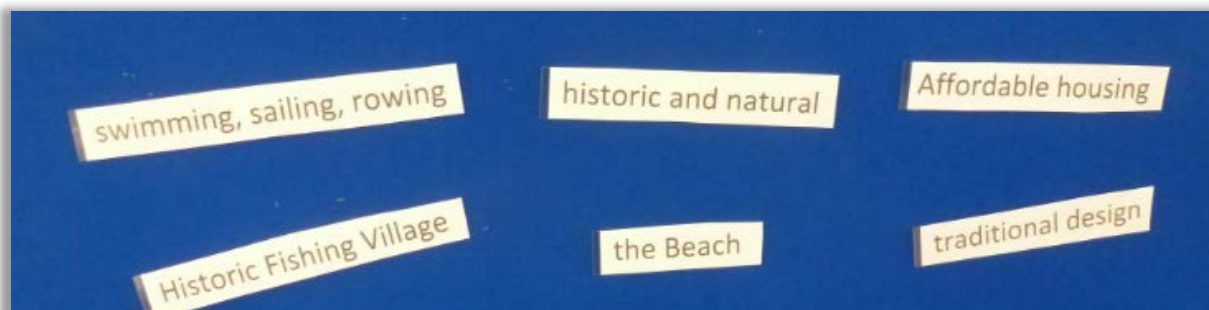 swimming, sailing, rowing
historic and natural
Affordable housing
Historic Fishing Village
the Beach
traditional design